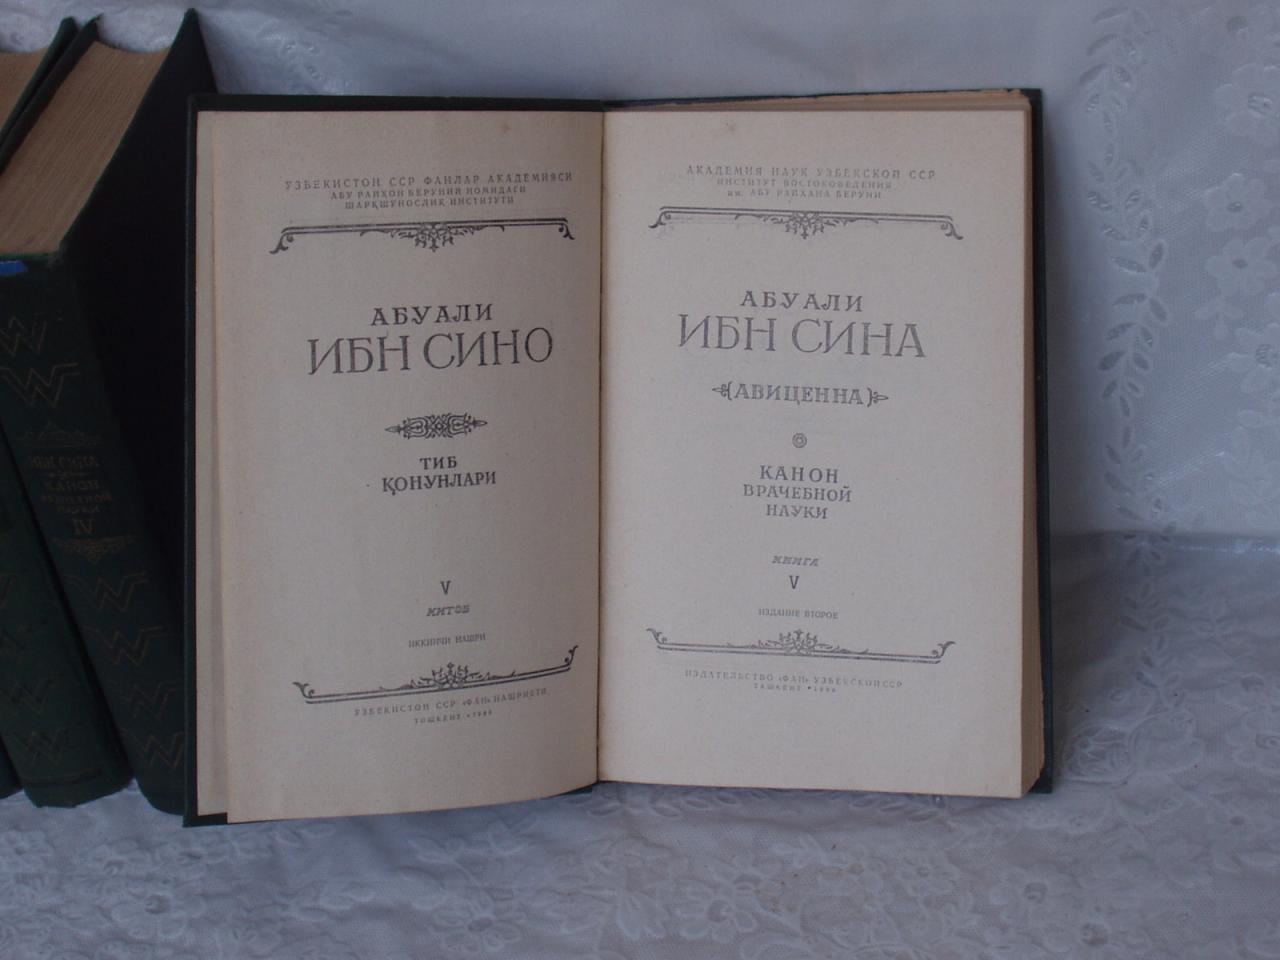 ИБН СИНА
КАНОН
ВРАЧЕБНОЙ
НАУКИ
IV
УЗБЕКИСТОН ССР ФАНЛАР АКАДЕМИЯСИ
АБУ РАЙҲОН БЕРУНИЙ НОМИДАГИ
ШАРҚШУНОСЛИК ИНСТИТУТИ
АБУАЛИ
ИБН СИНО
ТИБ
ҚОНУНЛАРИ
V
КИТОБ
ИККИНЧИ НАШРИ
УЗБЕКИСТОН ССР «ФАН» НАШРИЁТИ
ТОШКЕНТ •
АКАДЕМИЯ НАУК УЗБЕКСКОЙ ССР
ИНСТИТУТ ВОСТОКОВЕДЕНИЯ
им. АБУ РАЙХАНА БЕРУНИ
АБУАЛИ
ИБН СИНА
(АВИЦЕННА)
КАНОН
ВРАЧЕБНОЙ
НАУКИ
КНИГА
V
ИЗДАНИЕ ВТОРОЕ
ИЗДАТЕЛЬСТВО «ФАН» УЗБЕКСКОЙ ССР
ТАШКЕНТ •